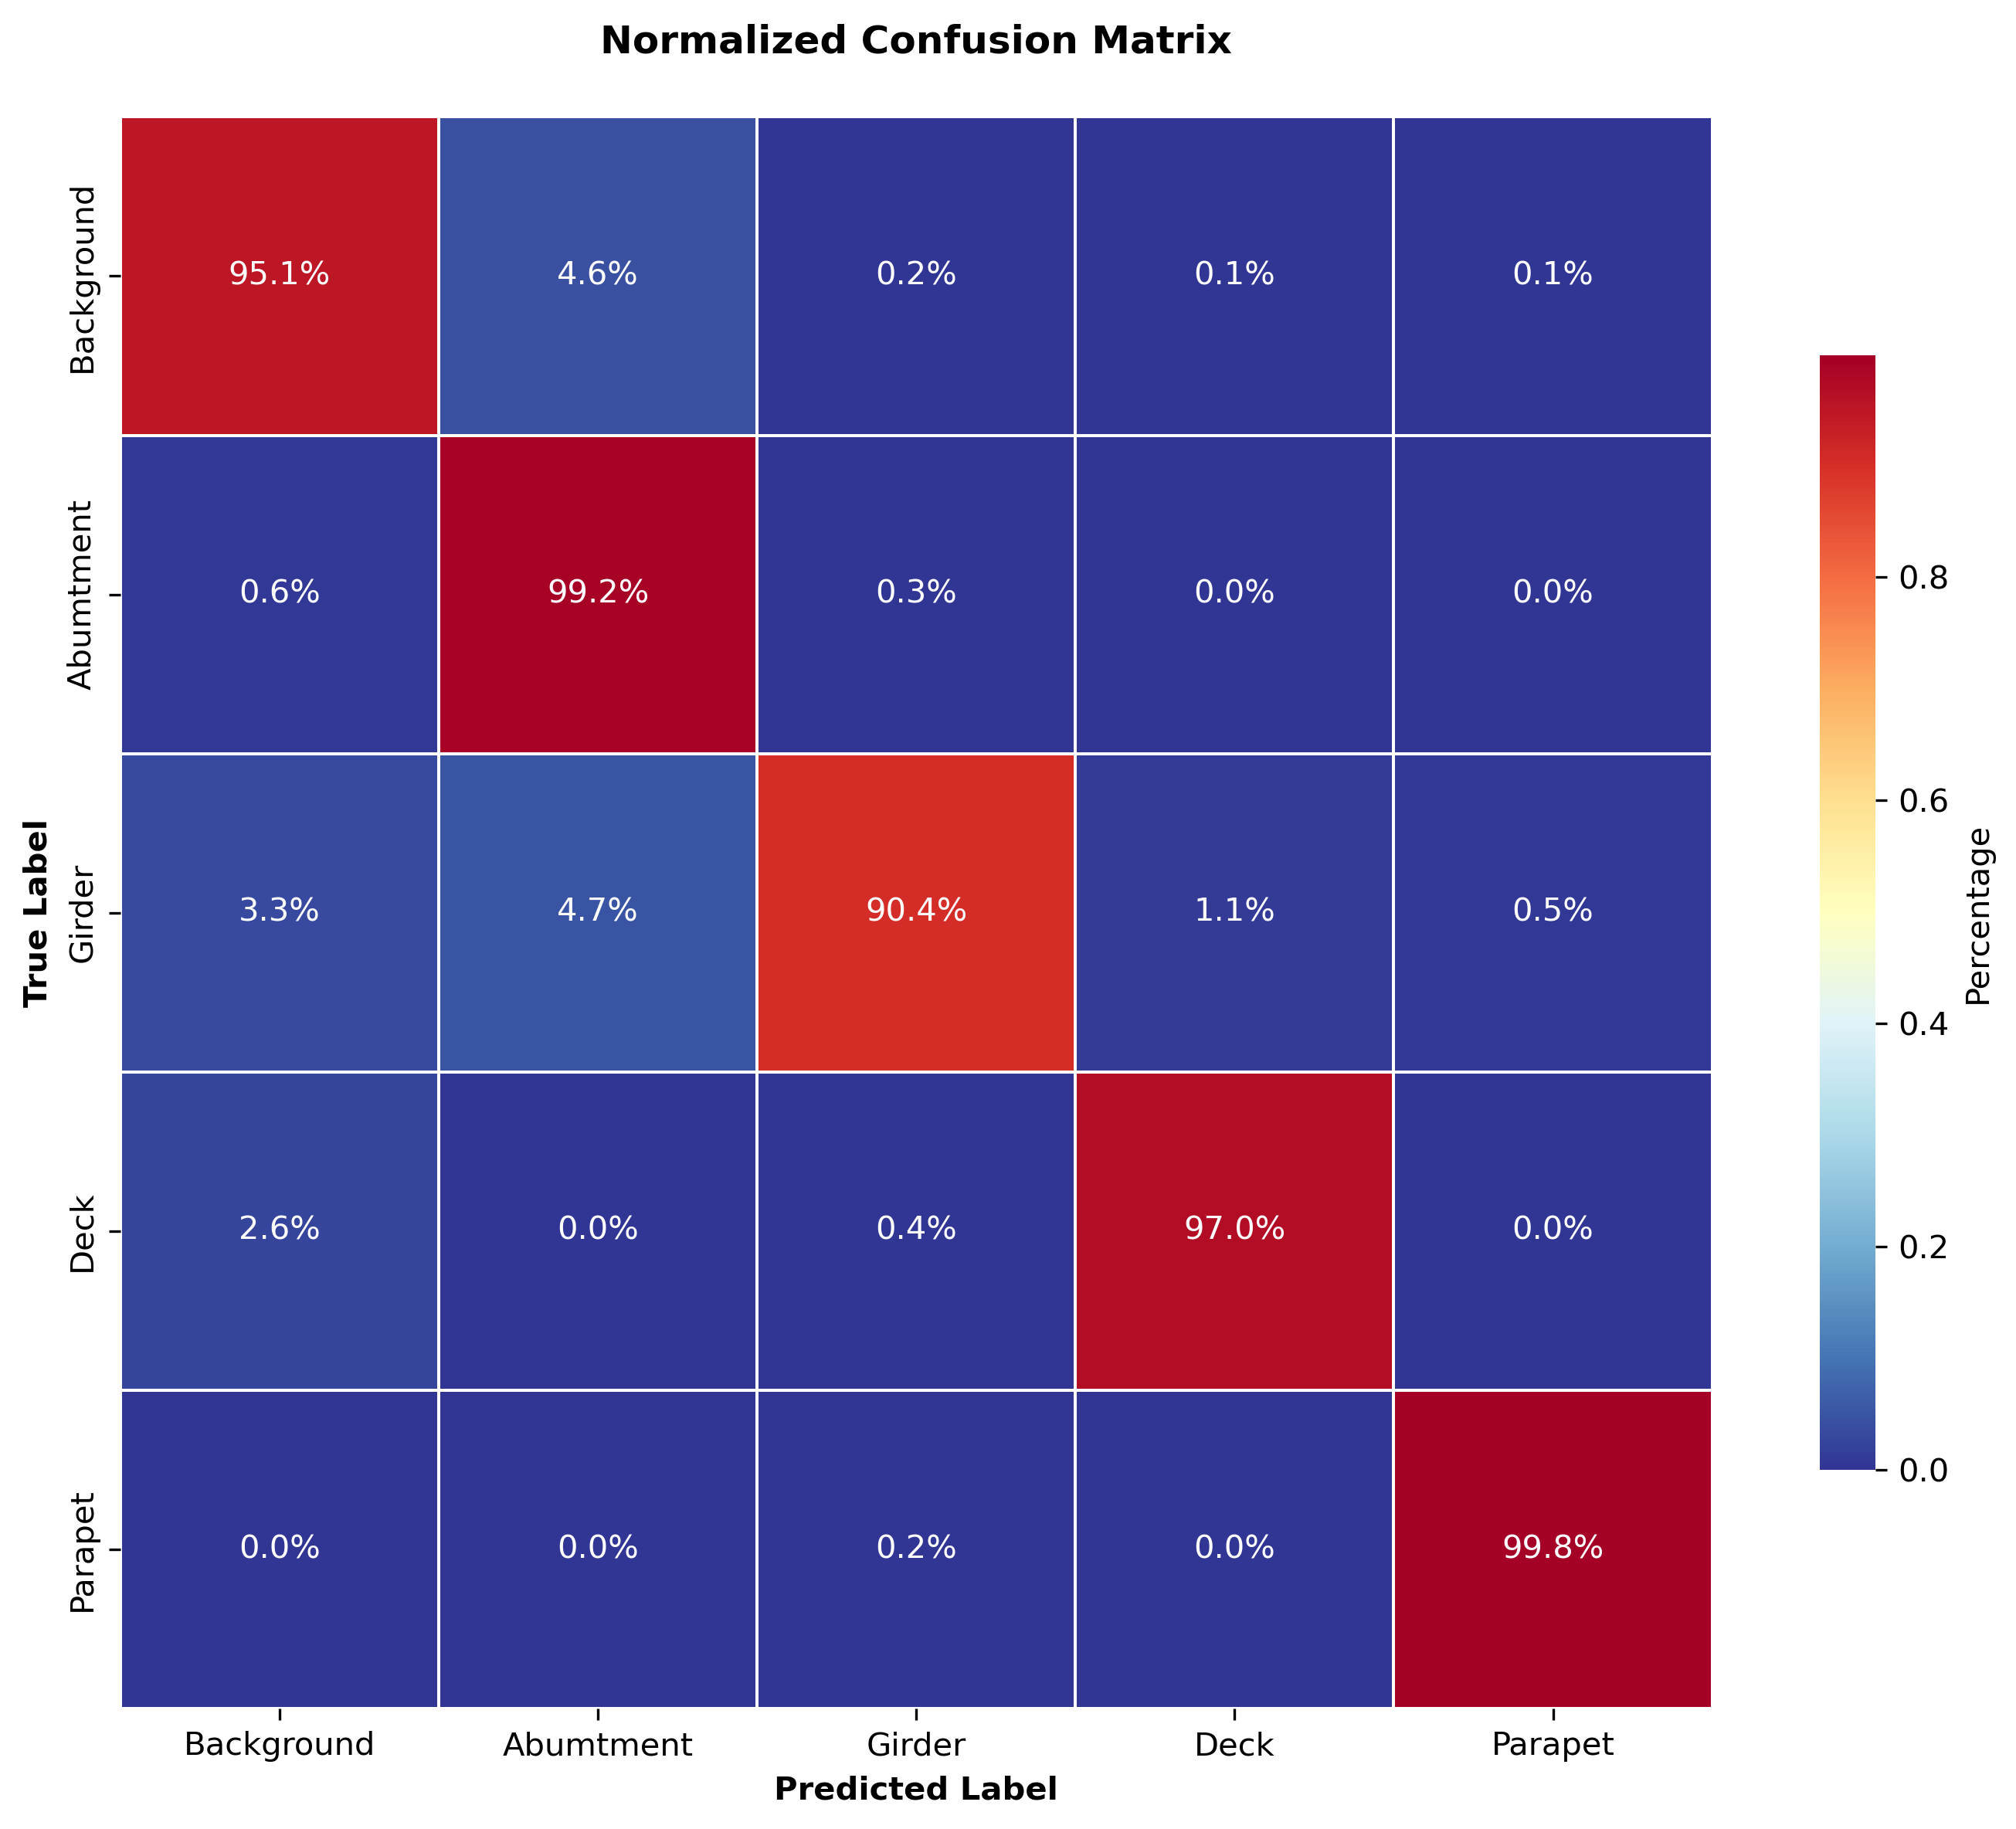 Normalized Confusion Matrix
Background 95.1% 4.6% 0.2% 0.1% 0.1%
Abumtment 0.6% 99.2% 0.3% 0.0% 0.0%
Girder 3.3% 4.7% 90.4% 1.1% 0.5%
Deck 2.6% 0.0% 0.4% 97.0% 0.0%
Parapet 0.0% 0.0% 0.2% 0.0% 99.8%
True Label
Background Abumtment Girder Deck Parapet
Predicted Label
0.8
0.6
0.4
0.2
0.0
Percentage